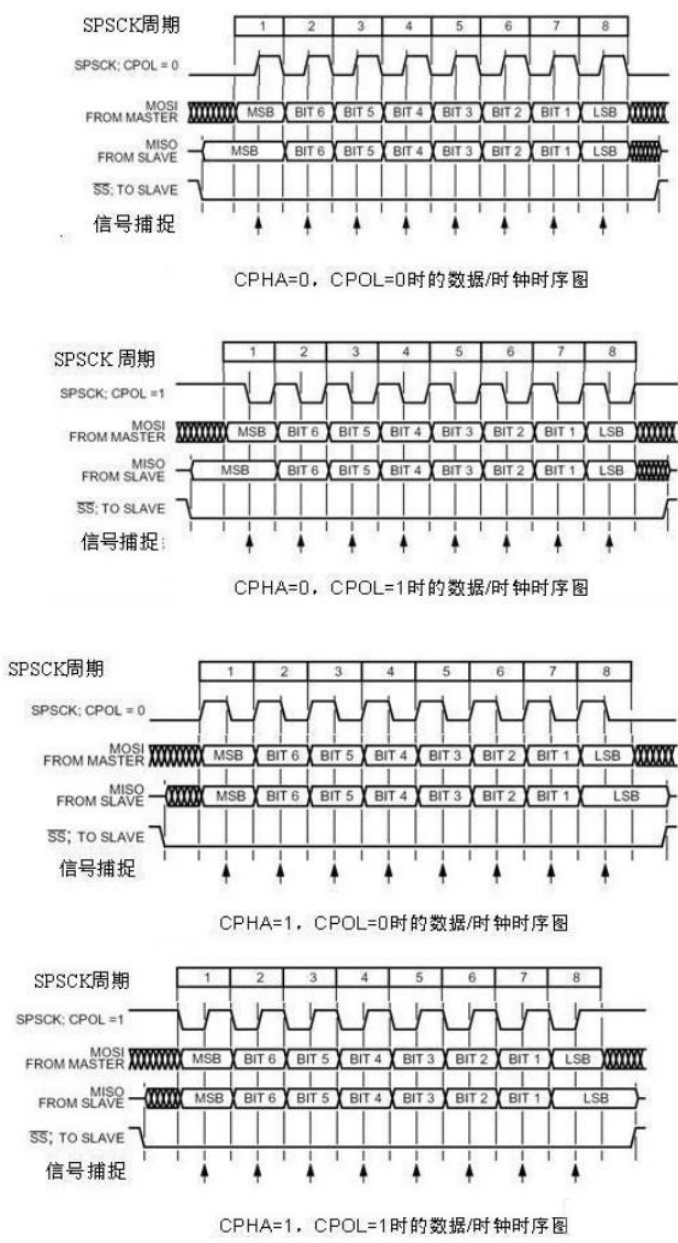 SPSCK周期 1 2 3 4 5 6 7 8
SPSCK; CPOL = 0
MOSI
FROM MASTER MSB BIT 6 BIT 5 BIT 4 BIT 3 BIT 2 BIT 1 LSB
MISO
FROM SLAVE MSB BIT 6 BIT 5 BIT 4 BIT 3 BIT 2 BIT 1 LSB
SS; TO SLAVE
信号捕捉
CPHA=0，CPOL=0时的数据/时钟时序图
SPSCK 周期 1 2 3 4 5 6 7 8
SPSCK; CPOL =1
MOSI
FROM MASTER MSB BIT 6 BIT 5 BIT 4 BIT 3 BIT 2 BIT 1 LSB
MISO
FROM SLAVE MSB BIT 6 BIT 5 BIT 4 BIT 3 BIT 2 BIT 1 LSB
SS; TO SLAVE
信号捕捉:
CPHA=0，CPOL=1时的数据/时钟时序图
SPSCK周期 1 2 3 4 5 6 7 8
SPSCK; CPOL = 0
MOSI
FROM MASTER MSB BIT 6 BIT 5 BIT 4 BIT 3 BIT 2 BIT 1 LSB
MISO
FROM SLAVE MSB BIT 6 BIT 5 BIT 4 BIT 3 BIT 2 BIT 1 LSB
SS; TO SLAVE
信号捕捉
CPHA=1，CPOL=0时的数据/时钟时序图
SPSCK周期 1 2 3 4 5 6 7 8
SPSCK; CPOL =1
MOSI
FROM MASTER MSB BIT 6 BIT 5 BIT 4 BIT 3 BIT 2 BIT 1 LSB
MISO
FROM SLAVE MSB BIT 6 BIT 5 BIT 4 BIT 3 BIT 2 BIT 1 LSB
SS; TO SLAVE
信号捕捉
CPHA=1，CPOL=1时的数据/时钟时序图